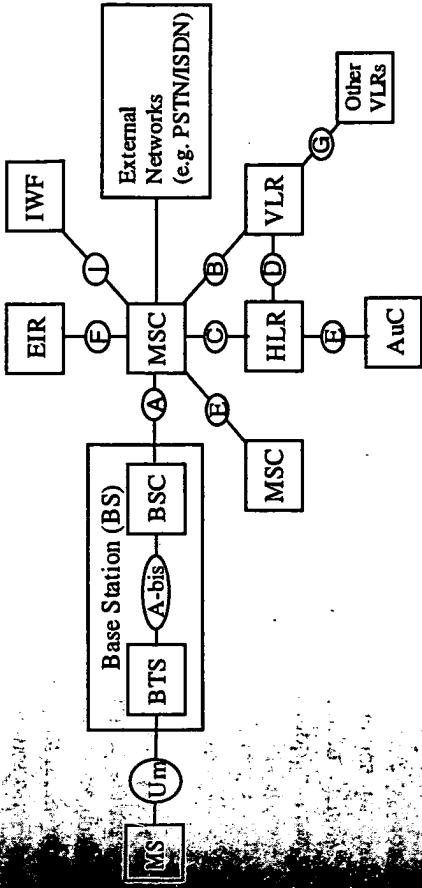 EIR
IWF
F
I
External
Networks
(e.g. PSTN/ISDN)
Base Station (BS)
MS
Um
BTS
A-bis
BSC
A
MSC
E
C
B
MSC
HLR
D
VLR
G
Other
VLRs
E
AuC